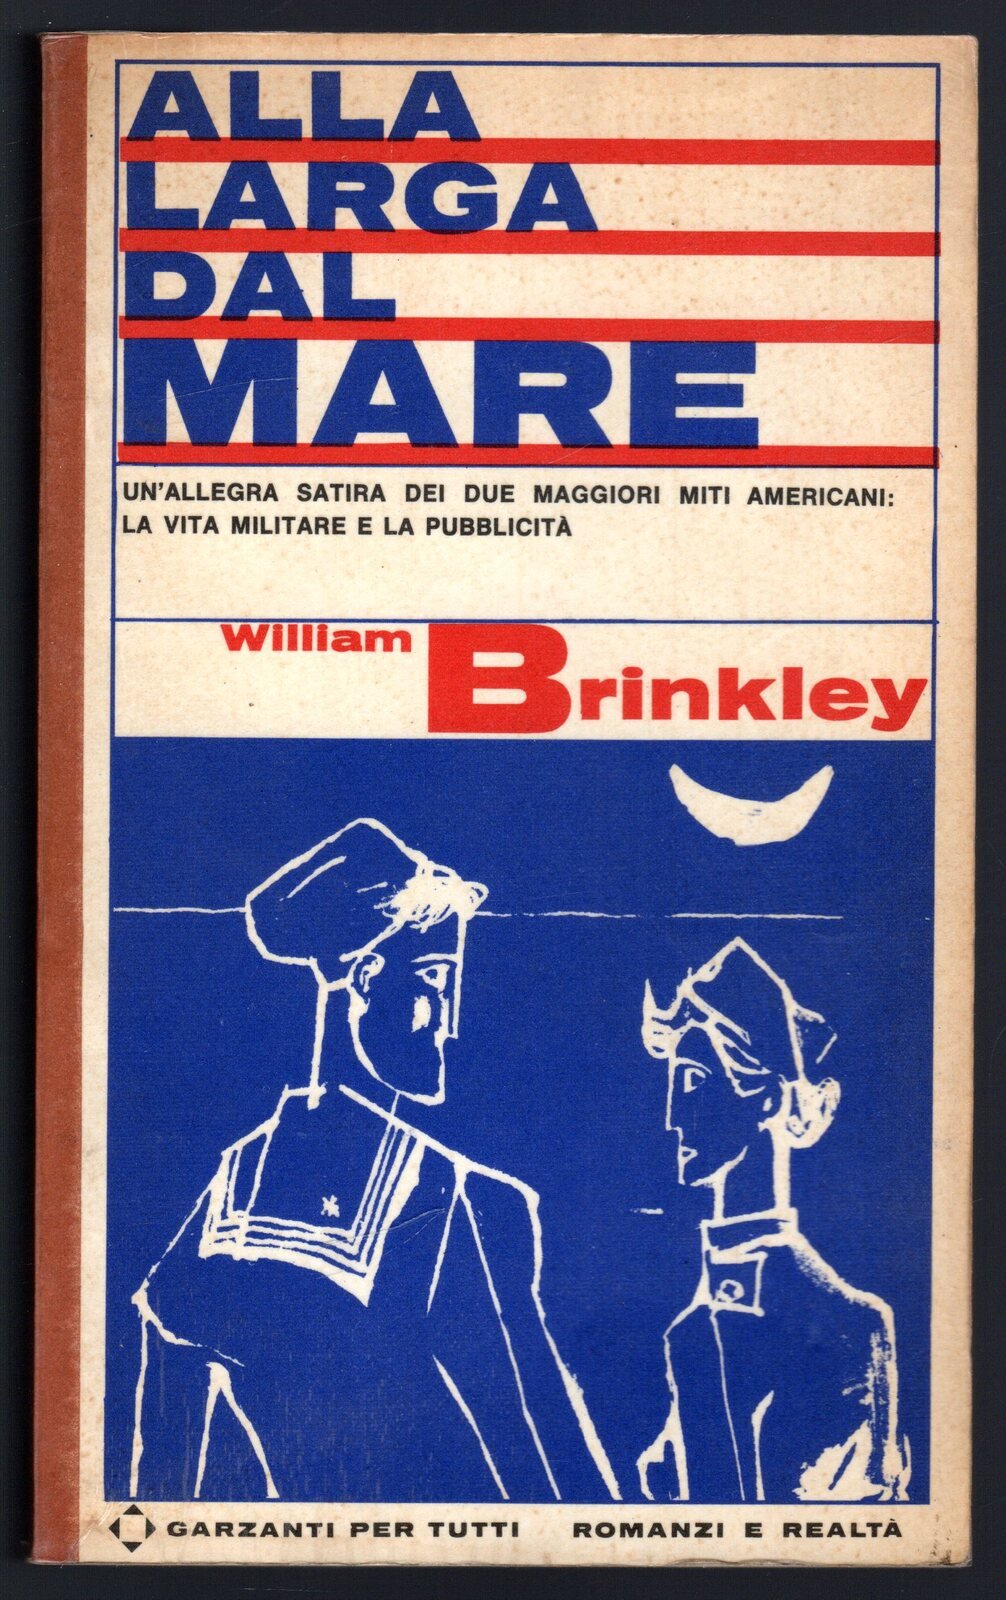 ALLA
LARGA
DAL
MARE
UN'ALLEGRA SATIRA DEI DUE MAGGIORI MITI AMERICANI:
LA VITA MILITARE E LA PUBBLICITÀ
William Brinkley
GARZANTI PER TUTTI ROMANZI E REALTÀ